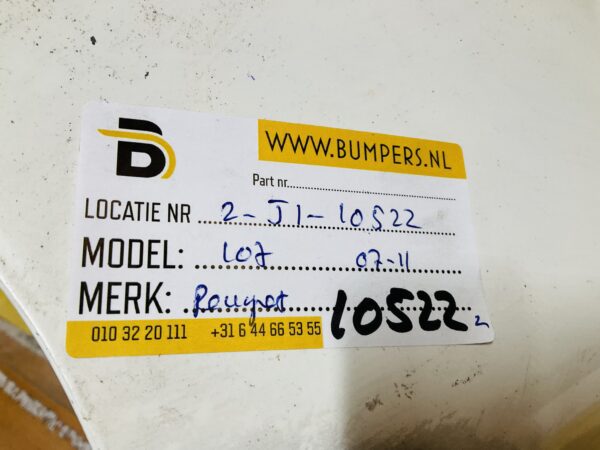 B
WWW.BUMPERS.NL
Part nr.
LOCATIE NR 2-J1-10522
MODEL: 107 07-11
MERK: Peugeot
010 32 20 111 +31 6 44 66 53 55 10522 2